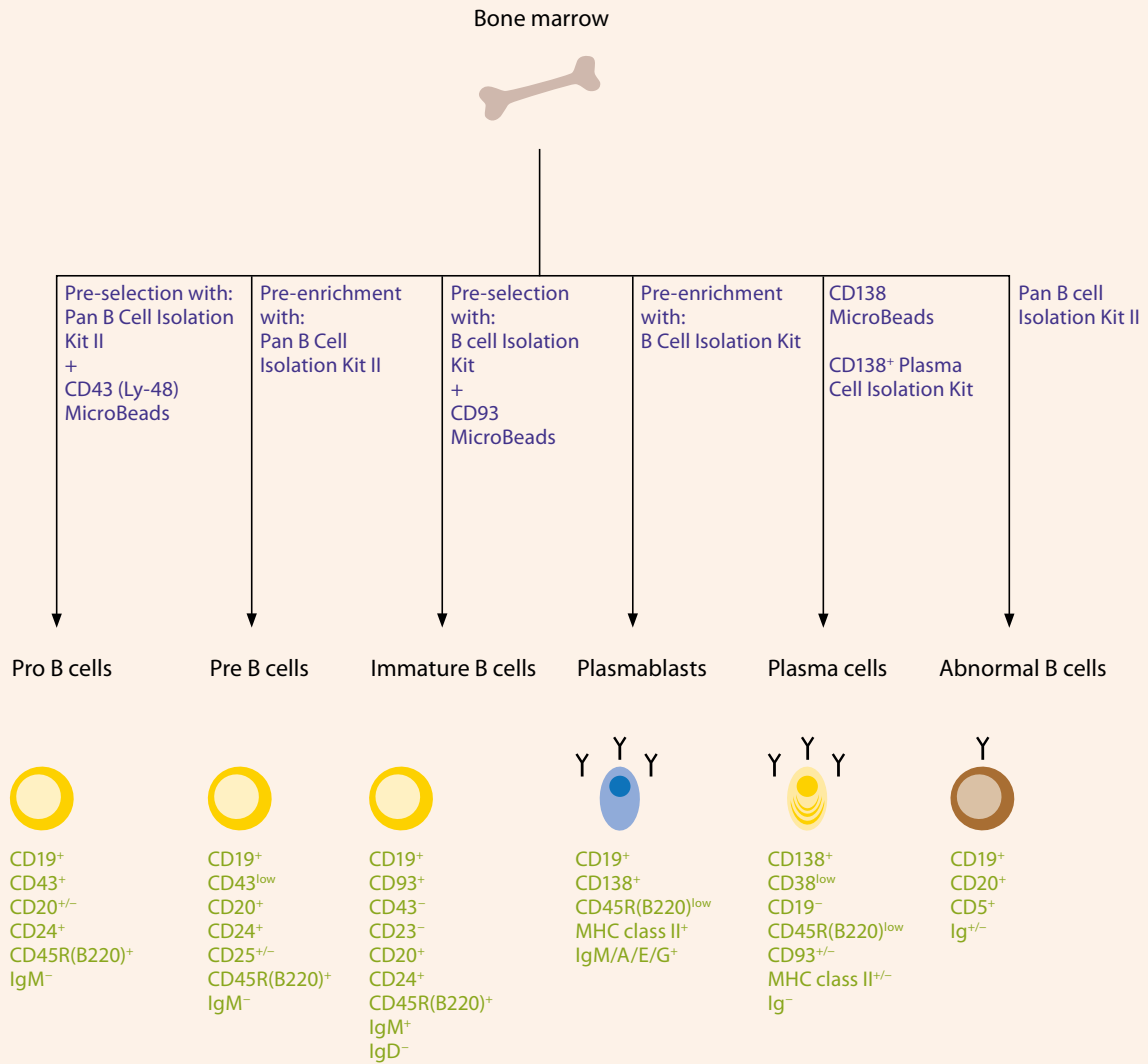 Bone marrow
Pre-selection with:
Pan B Cell Isolation
Kit II
+
CD43 (Ly-48)
MicroBeads
Pre-enrichment
with:
Pan B Cell
Isolation Kit II
Pre-selection
with:
B cell Isolation
Kit
+
CD93
MicroBeads
Pre-enrichment
with:
B Cell Isolation Kit
CD138
MicroBeads
CD138⁺ Plasma
Cell Isolation Kit
Pan B cell
Isolation Kit II
Pro B cells
Pre B cells
Immature B cells
Plasmablasts
Plasma cells
Abnormal B cells
CD19⁺
CD43⁺
CD20⁺/⁻
CD24⁺
CD45R(B220)⁺
IgM⁻
CD19⁺
CD43ˡᵒʷ
CD20⁺
CD24⁺
CD25⁺/⁻
CD45R(B220)⁺
IgM⁻
CD19⁺
CD93⁺
CD43⁻
CD23⁻
CD20⁺
CD24⁺
CD45R(B220)⁺
IgM⁺
IgD⁻
CD19⁺
CD138⁺
CD45R(B220)ˡᵒʷ
MHC class II⁺
IgM/A/E/G⁺
CD138⁺
CD38ˡᵒʷ
CD19⁻
CD45R(B220)ˡᵒʷ
CD93⁺/⁻
MHC class II⁺/⁻
Ig⁻
CD19⁺
CD20⁺
CD5⁺
Ig⁺/⁻